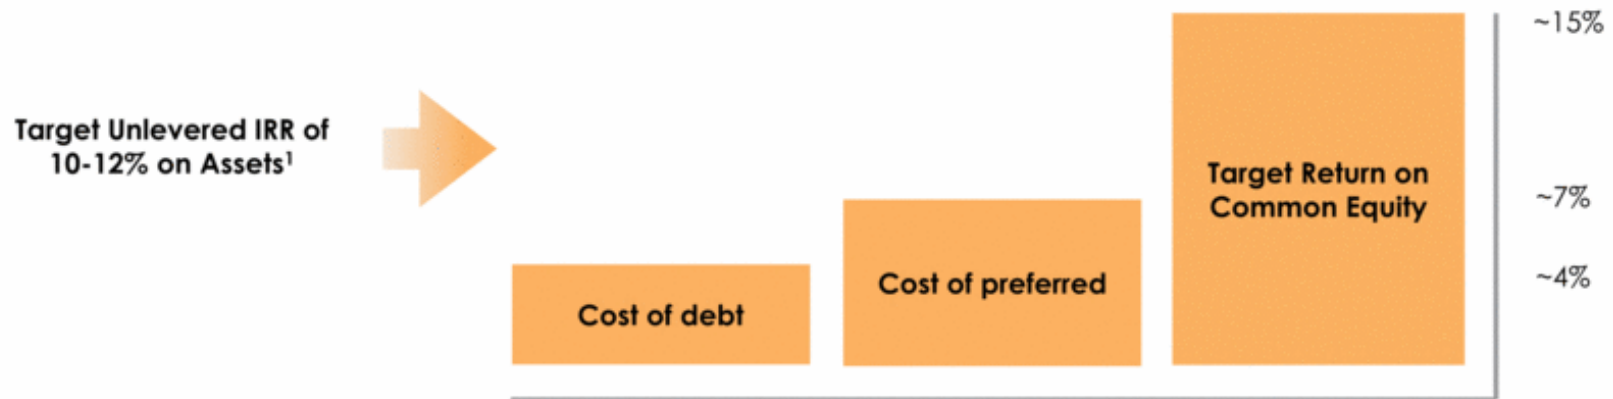 Target Unlevered IRR of
10-12% on Assets¹
Cost of debt
Cost of preferred
Target Return on
Common Equity
~15%
~7%
~4%